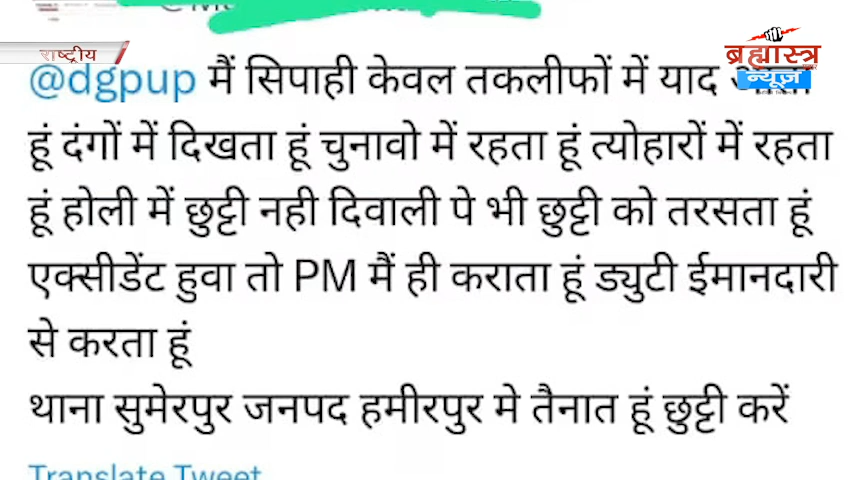 राष्ट्रीय
ब्रह्मास्त्र
न्यूज़
@dgpup मैं सिपाही केवल तकलीफों में याद
हूं दंगों में दिखता हूं चुनावो में रहता हूं त्योहारों में रहता
हूं होली में छुट्टी नही दिवाली पे भी छुट्टी को तरसता हूं
एक्सीडेंट हुवा तो PM मैं ही कराता हूं ड्युटी ईमानदारी
से करता हूं
थाना सुमेरपुर जनपद हमीरपुर मे तैनात हूं छुट्टी करें
Translate Tweet